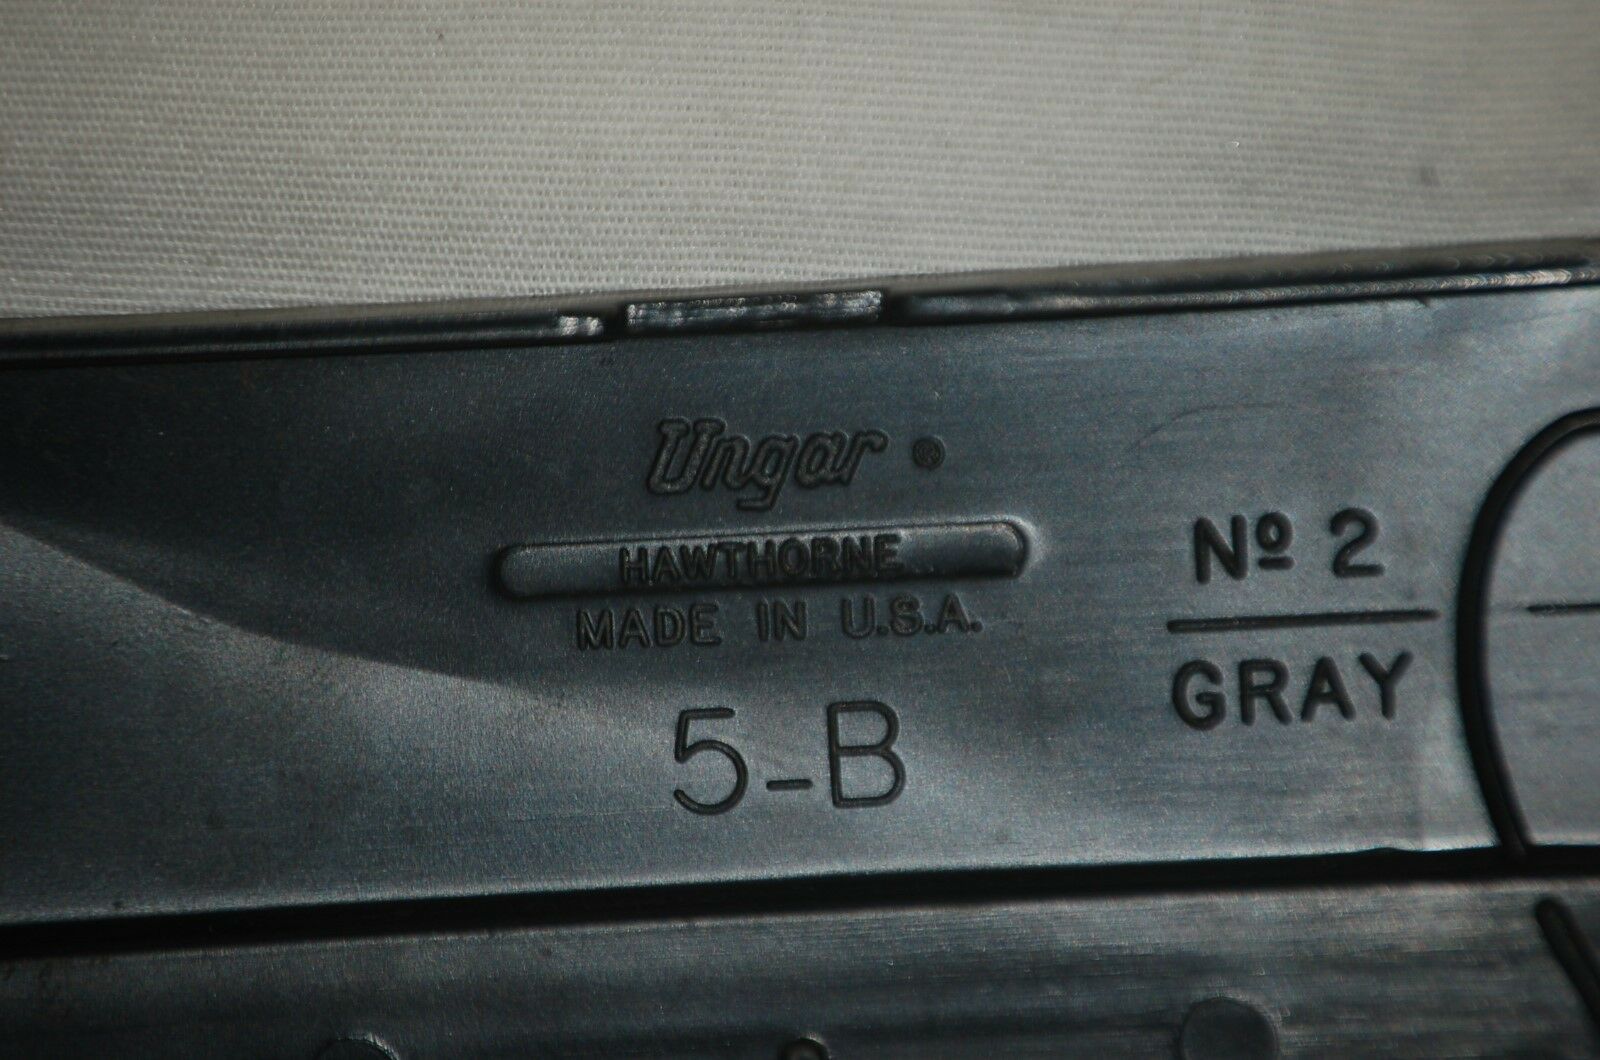 Ungar ®
HAWTHORNE
MADE IN U.S.A.
5-B
Nº 2
GRAY